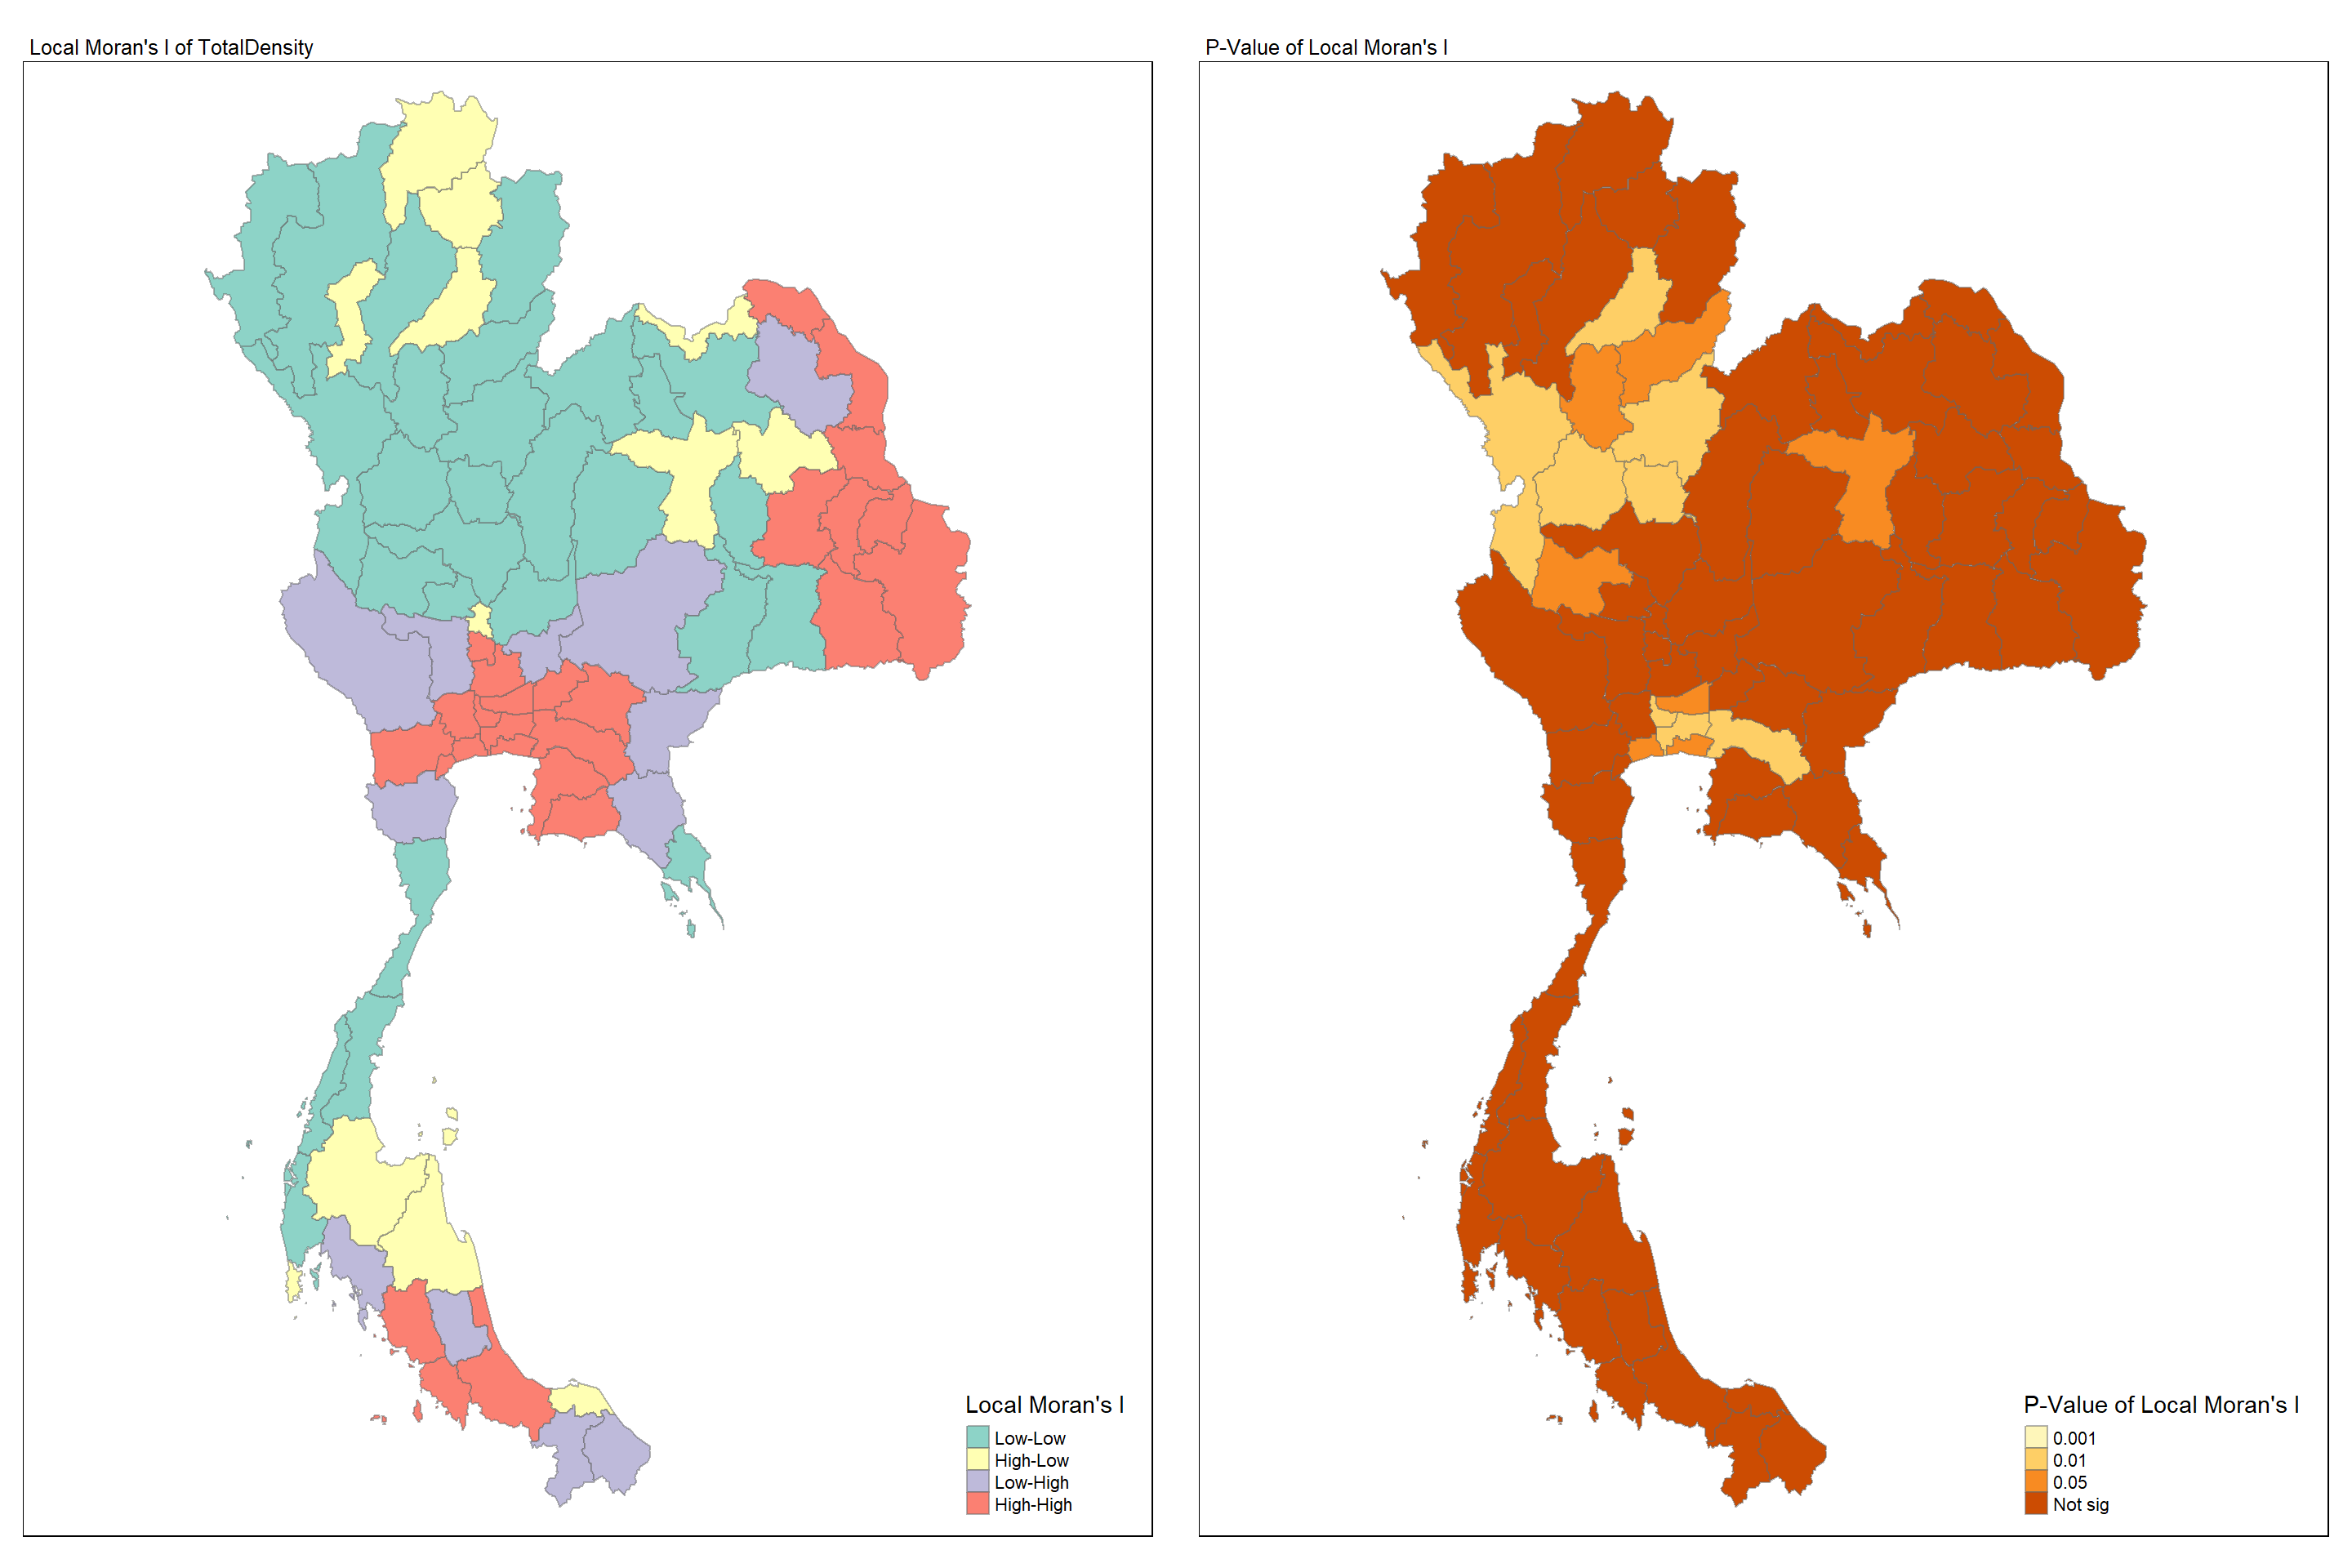 Local Moran's I of TotalDensity
Local Moran's I
Low-Low
High-Low
Low-High
High-High
P-Value of Local Moran's I
P-Value of Local Moran's I
0.001
0.01
0.05
Not sig